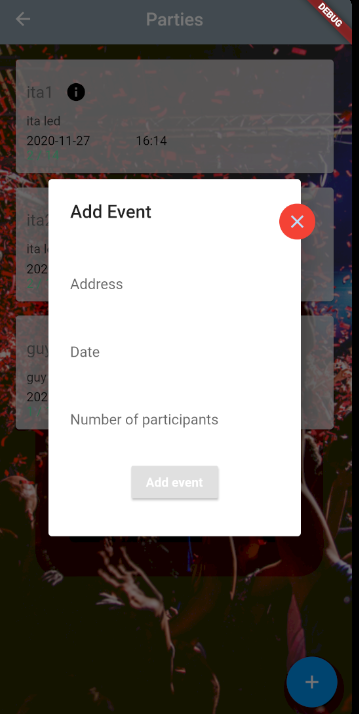 Parties
DEBUG
ita1
ita led
2020-11-27 16:14
ita2
ita l
202
guy
guy
202
Add Event
Address
Date
Number of participants
Add event